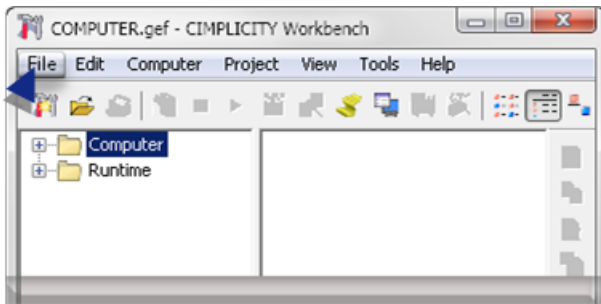 COMPUTER.gef - CIMPLICITY Workbench
File Edit Computer Project View Tools Help
Computer
Runtime